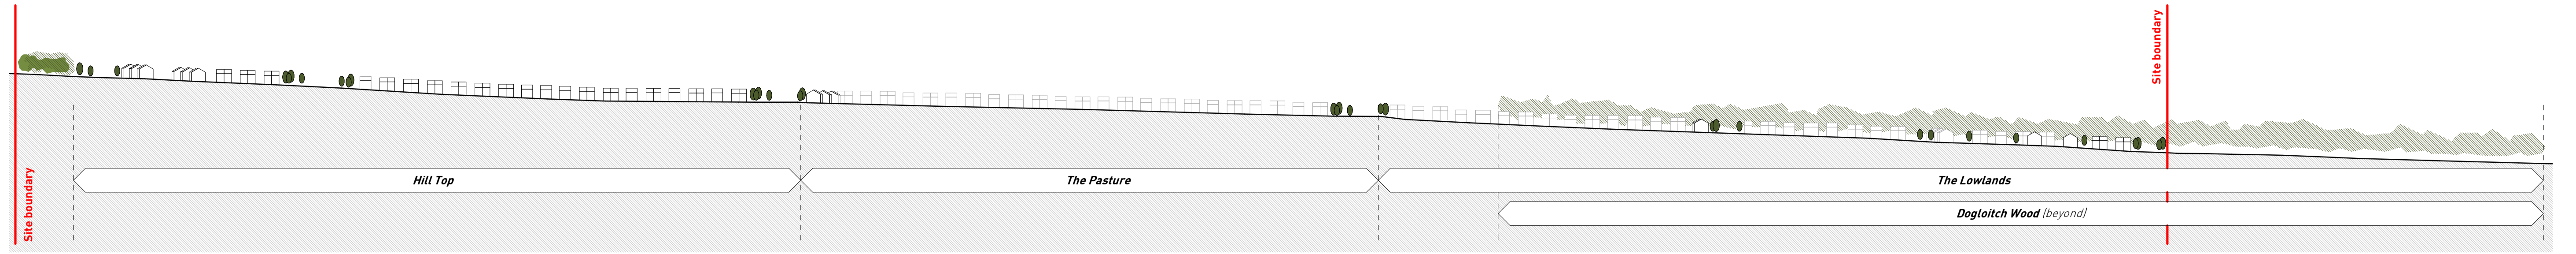 Site boundary
Site boundary
Hill Top
The Pasture
The Lowlands
Dogloitch Wood (beyond)